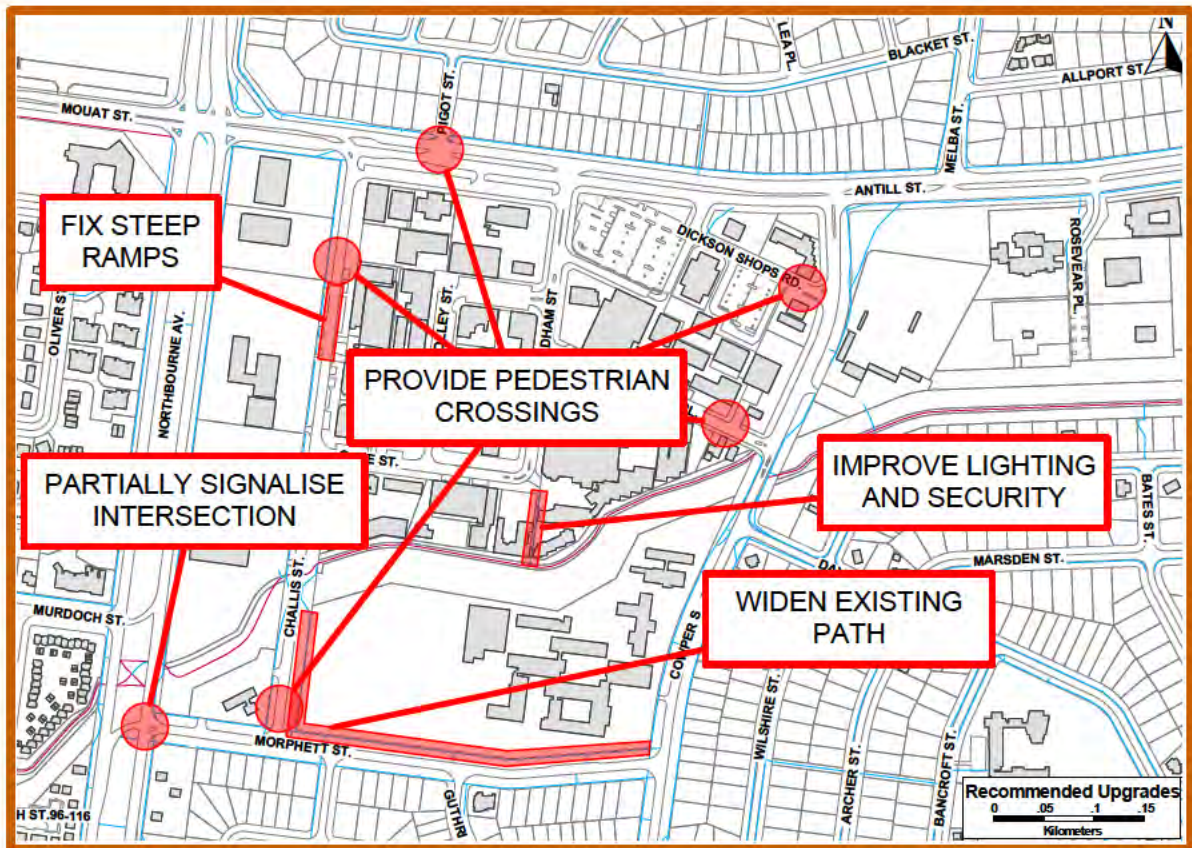 N
LEA PL.
BLACKET ST.
ALLPORT ST.
MELBA ST.
MOUAT ST.
ANTILL ST.
FIX STEEP
RAMPS
DICKSON SHOPS RD.
ROSEVEAR PL.
OLIVER ST.
NORTHBOURNE AV.
PROVIDE PEDESTRIAN
CROSSINGS
PARTIALLY SIGNALISE
INTERSECTION
IMPROVE LIGHTING
AND SECURITY
BATES ST.
MARSDEN ST.
CHALLIS ST.
WIDEN EXISTING
PATH
MURDOCH ST.
COWPER S
MORPHETT ST.
WILSHIRE ST.
ARCHER ST.
BANCROFT ST.
GUTHRI
H ST.96-116
Recommended Upgrades
0 .05 .1 .15
Kilometers